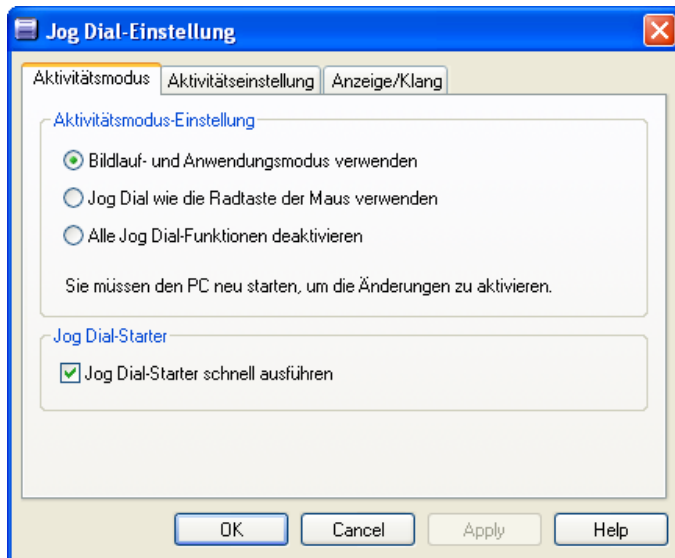 Jog Dial-Einstellung
Aktivitätsmodus Aktivitätseinstellung Anzeige/Klang
Aktivitätsmodus-Einstellung
Bildlauf- und Anwendungsmodus verwenden
Jog Dial wie die Radtaste der Maus verwenden
Alle Jog Dial-Funktionen deaktivieren
Sie müssen den PC neu starten, um die Änderungen zu aktivieren.
Jog Dial-Starter
Jog Dial-Starter schnell ausführen
OK Cancel Apply Help